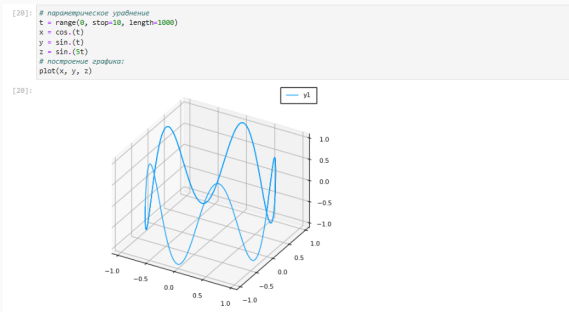 [20]: # параметрическое уравнение
t = range(0, stop=10, length=1000)
x = cos.(t)
y = sin.(t)
z = sin.(5t)
# построение графика:
plot(x, y, z)
[20]:
y1
1.0
0.5
0.0
−0.5
−1.0
−1.0
−0.5
0.0
0.5
1.0
1.0
0.5
0.0
−0.5
−1.0